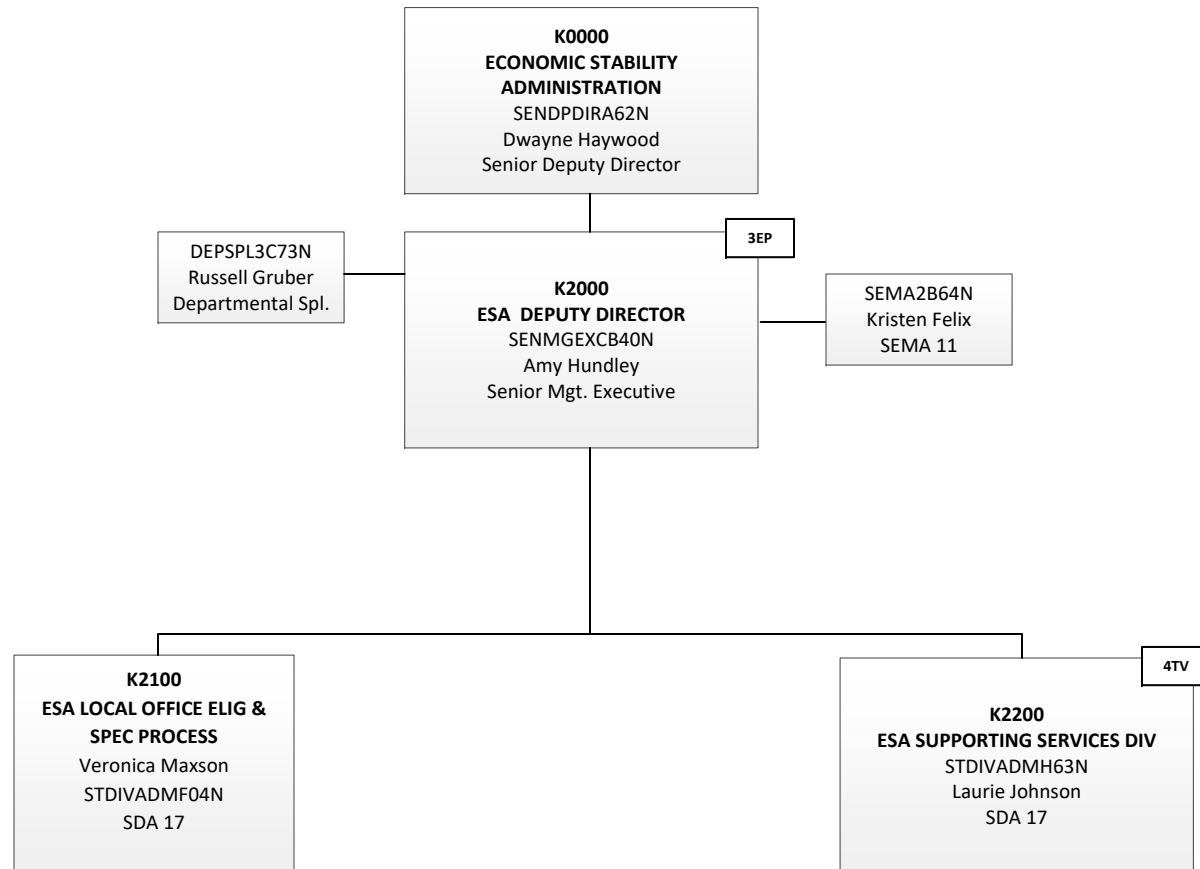 K0000
ECONOMIC STABILITY
ADMINISTRATION
SENDPDIRA62N
Dwayne Haywood
Senior Deputy Director
3EP
DEPSPL3C73N
Russell Gruber
Departmental Spl.
K2000
ESA DEPUTY DIRECTOR
SENMGEXCB40N
Amy Hundley
Senior Mgt. Executive
SEMA2B64N
Kristen Felix
SEMA 11
K2100
ESA LOCAL OFFICE ELIG &
SPEC PROCESS
Veronica Maxson
STDIVADMF04N
SDA 17
4TV
K2200
ESA SUPPORTING SERVICES DIV
STDIVADMH63N
Laurie Johnson
SDA 17